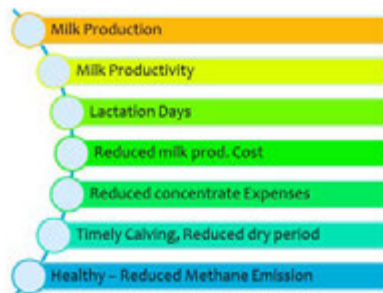 Milk Production
Milk Productivity
Lactation Days
Reduced milk prod. Cost
Reduced concentrate Expenses
Timely Calving, Reduced dry period
Healthy – Reduced Methane Emission